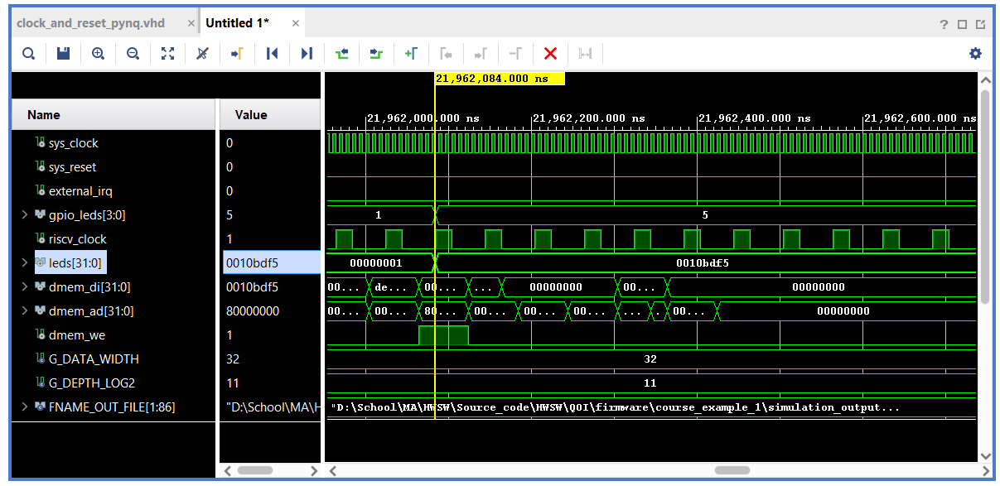 clock_and_reset_pynq.vhd × Untitled 1* × ?
21,962,084.000 ns
Name Value 21,962,000.000 ns 21,962,200.000 ns 21,962,400.000 ns 21,962,600.000 ns
sys_clock 0
sys_reset 0
external_irq 0
gpio_leds[3:0] 5 1 5
riscv_clock 1
leds[31:0] 0010bdf5 00000001 0010bdf5
dmem_di[31:0] 0010bdf5 00... de... 00... ... 00000000 00... 00000000
dmem_ad[31:0] 80000000 00... 00... 80... 00... 00... 00... ... . 00... 00000000
dmem_we 1
G_DATA_WIDTH 32 32
G_DEPTH_LOG2 11 11
FNAME_OUT_FILE[1:86] "D:\School\MA\H "D:\School\MA\HWSW\Source_code\HWSW\QOI\firmware\course_example_1\simulation_output...